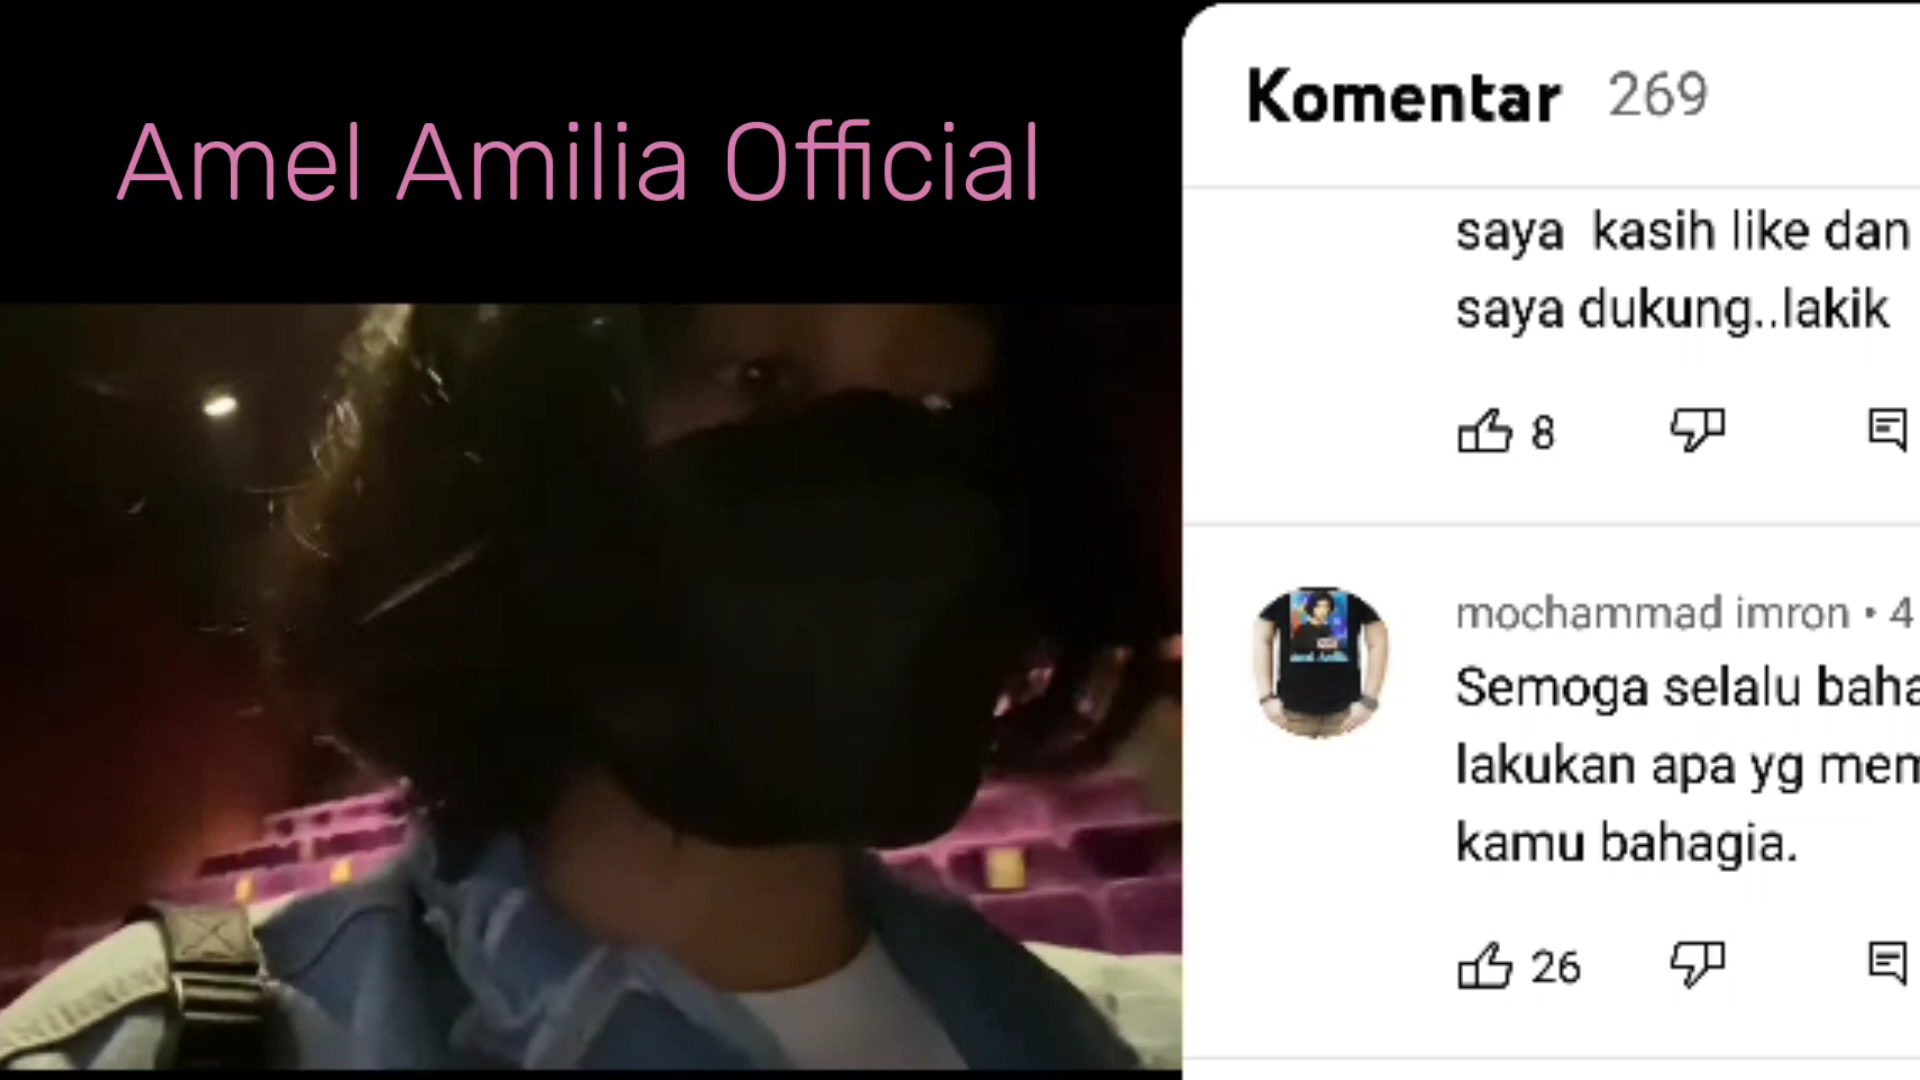 Amel Amilia Official
Komentar 269
saya kasih like dan
saya dukung..lakik
8
mochammad imron • 4
Semoga selalu baha
lakukan apa yg mem
kamu bahagia.
26